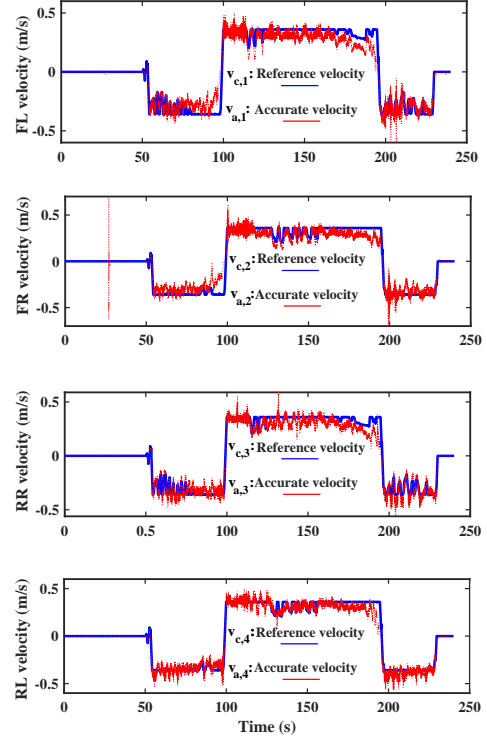 FL velocity (m/s)
0.5
0
-0.5
v_c,1: Reference velocity
v_a,1: Accurate velocity
0 50 100 150 200 250
FR velocity (m/s)
0.5
0
-0.5
v_c,2: Reference velocity
v_a,2: Accurate velocity
0 50 100 150 200 250
RR velocity (m/s)
0.5
0
-0.5
v_c,3: Reference velocity
v_a,3: Accurate velocity
0 0.5 100 150 200 250
RL velocity (m/s)
0.5
0
-0.5
v_c,4: Reference velocity
v_a,4: Accurate velocity
0 50 100 150 200 250
Time (s)